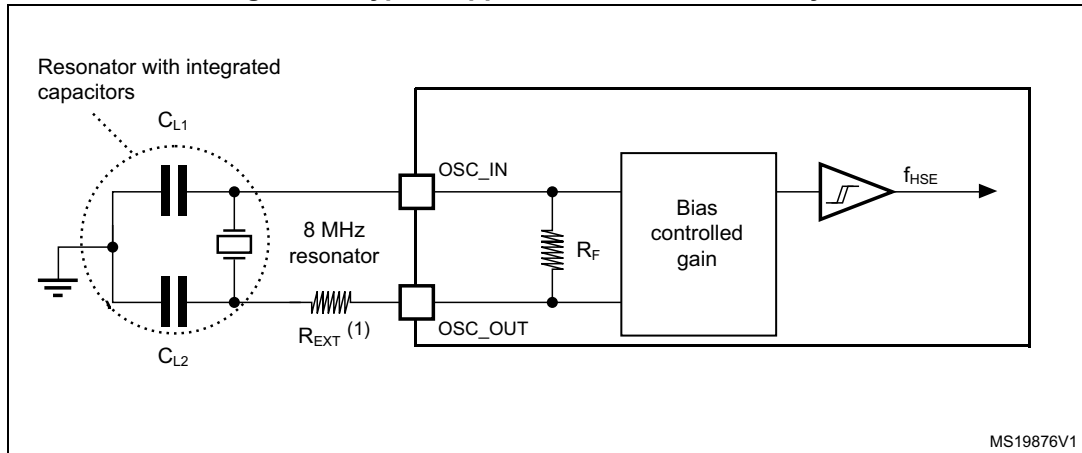 Resonator with integrated
capacitors
CL1
OSC_IN
fHSE
8 MHz
resonator
RF
Bias
controlled
gain
REXT (1)
OSC_OUT
CL2
MS19876V1